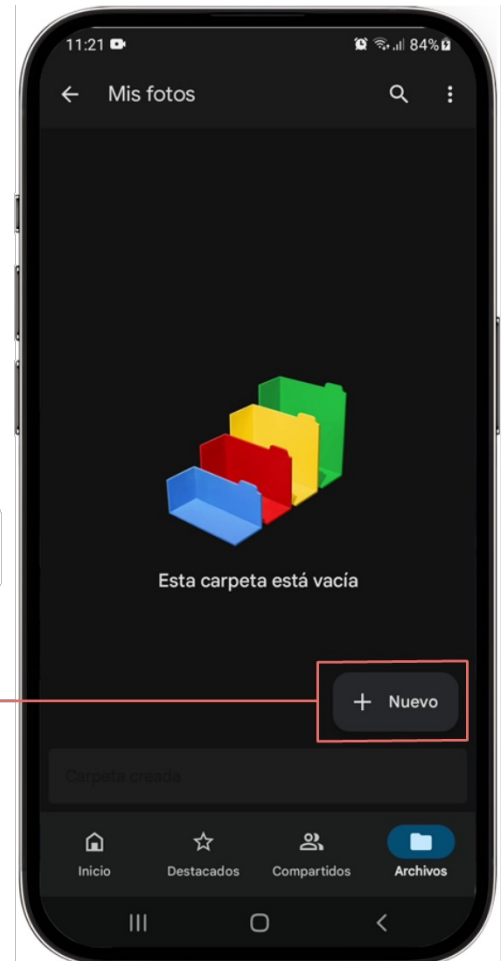 11:21 84%
Mis fotos
Esta carpeta está vacía
+ Nuevo
Carpeta creada
Inicio Destacados Compartidos Archivos